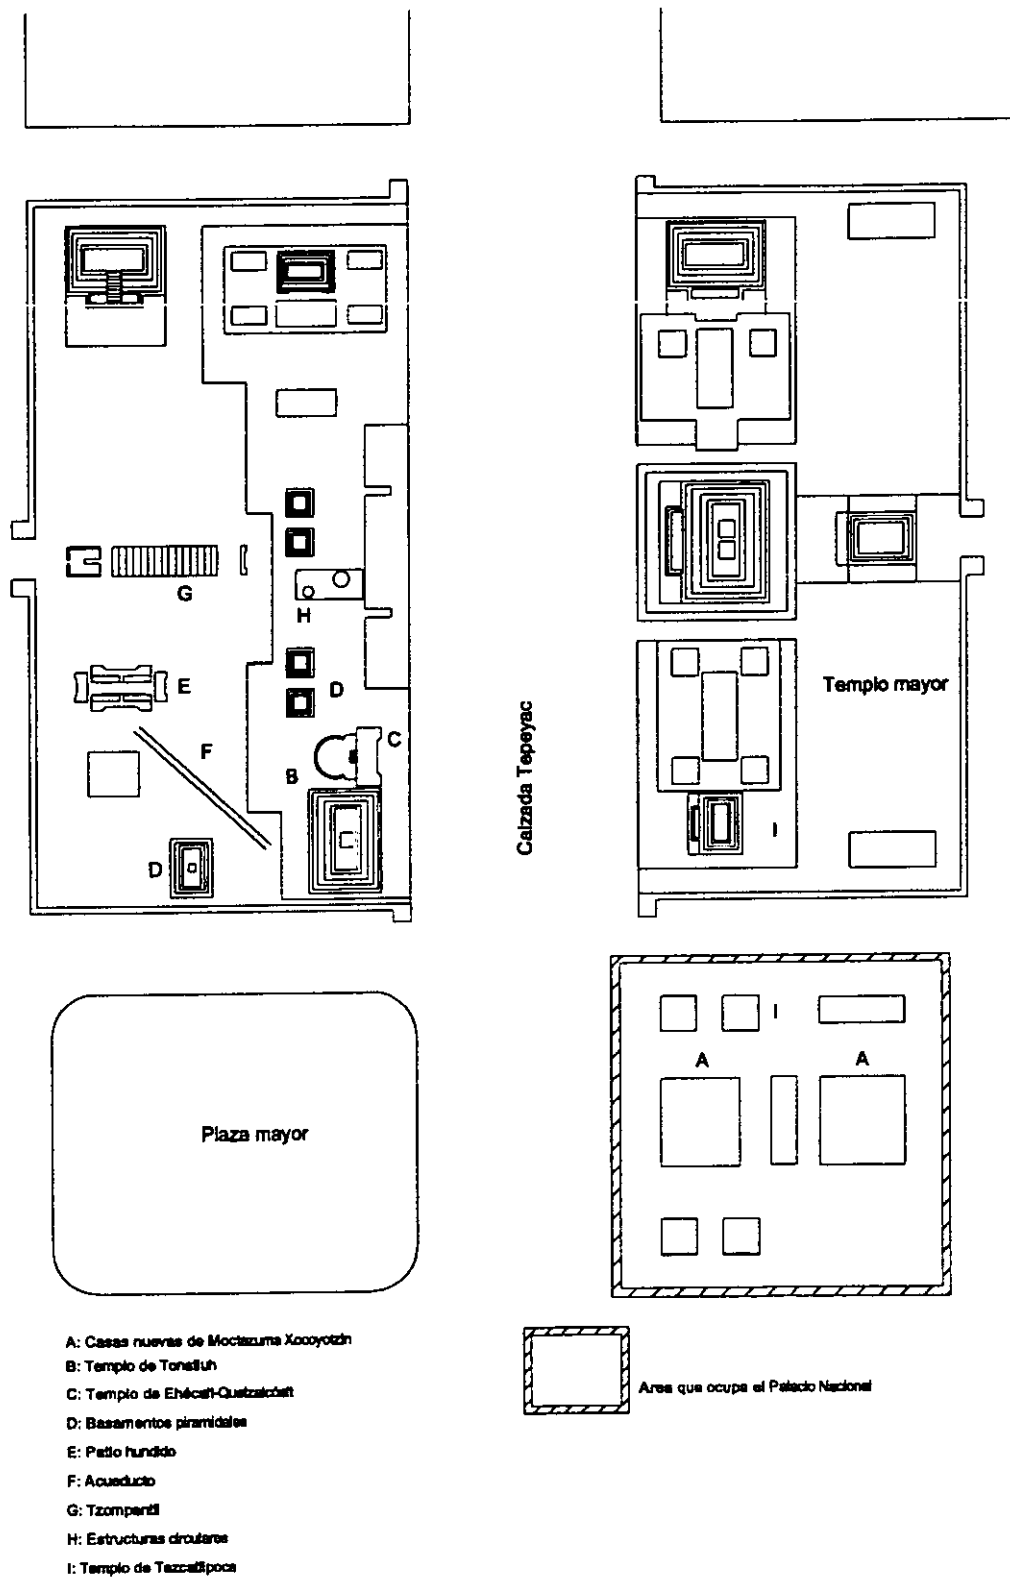 G
H
E
D
Templo mayor
F
C
B
Calzada Tepeyac
I
D
I
A
A
Plaza mayor
A: Casas nuevas de Moctazuma Xocoyotzin
B: Templo de Tonatiuh
C: Templo de Ehécatl-Quetzalcóatl
D: Basamentos piramidales
E: Patio hundido
F: Acueducto
G: Tzompantli
H: Estructuras circulares
I: Templo de Tezcatlipoca
Area que ocupa el Palacio Nacional